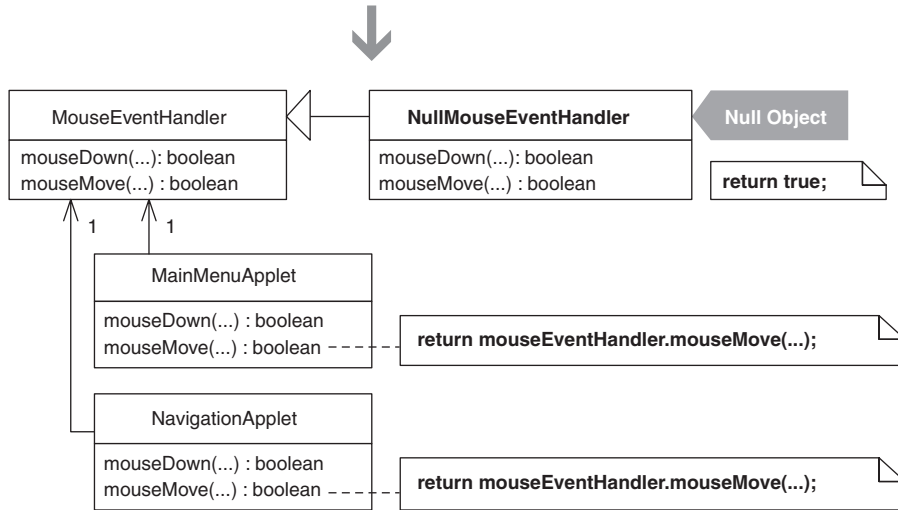 MouseEventHandler
mouseDown(...): boolean
mouseMove(...) : boolean
NullMouseEventHandler
mouseDown(...): boolean
mouseMove(...) : boolean
Null Object
return true;
1
1
MainMenuApplet
mouseDown(...) : boolean
mouseMove(...) : boolean
return mouseEventHandler.mouseMove(...);
NavigationApplet
mouseDown(...) : boolean
mouseMove(...) : boolean
return mouseEventHandler.mouseMove(...);